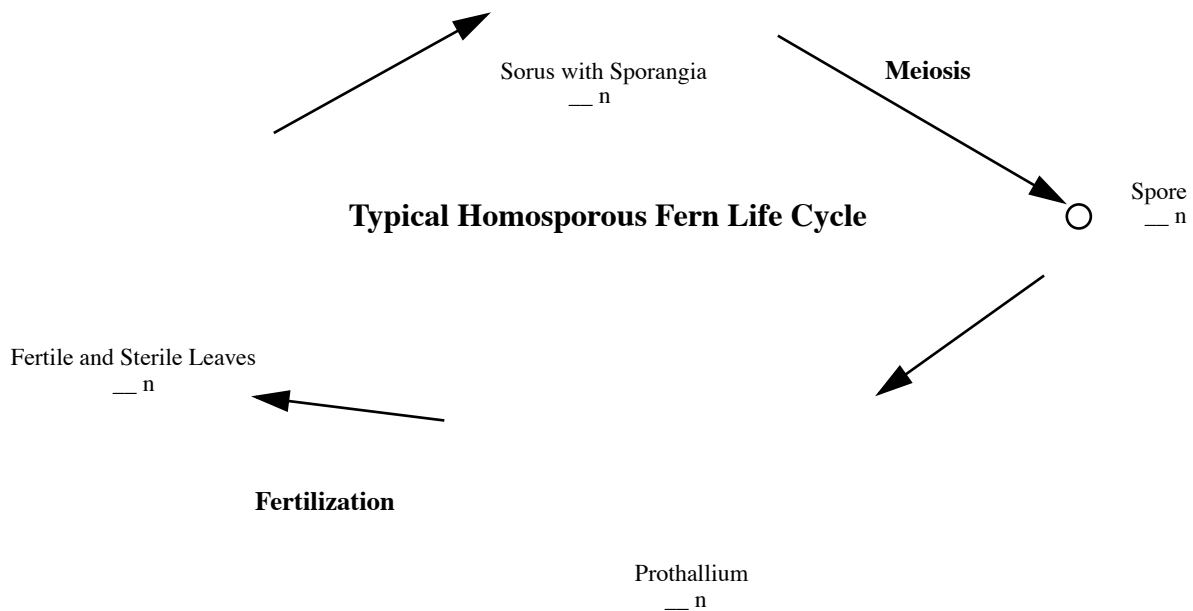 Sorus with Sporangia
__ n
Meiosis
Spore
__ n
Typical Homosporous Fern Life Cycle
Fertile and Sterile Leaves
__ n
Fertilization
Prothallium
__ n